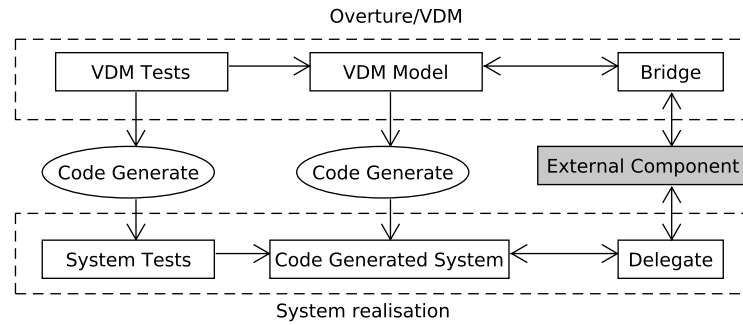 Overture/VDM
VDM Tests
VDM Model
Bridge
Code Generate
Code Generate
External Component
System Tests
Code Generated System
Delegate
System realisation